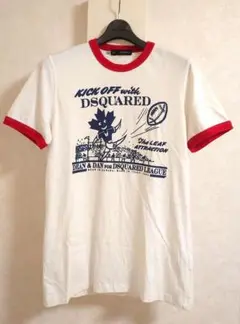 KICK OFF with
DSQUARED
The LEAF
ATTRACTION
DEAN & DAN FOR DSQUARED LEAGUE